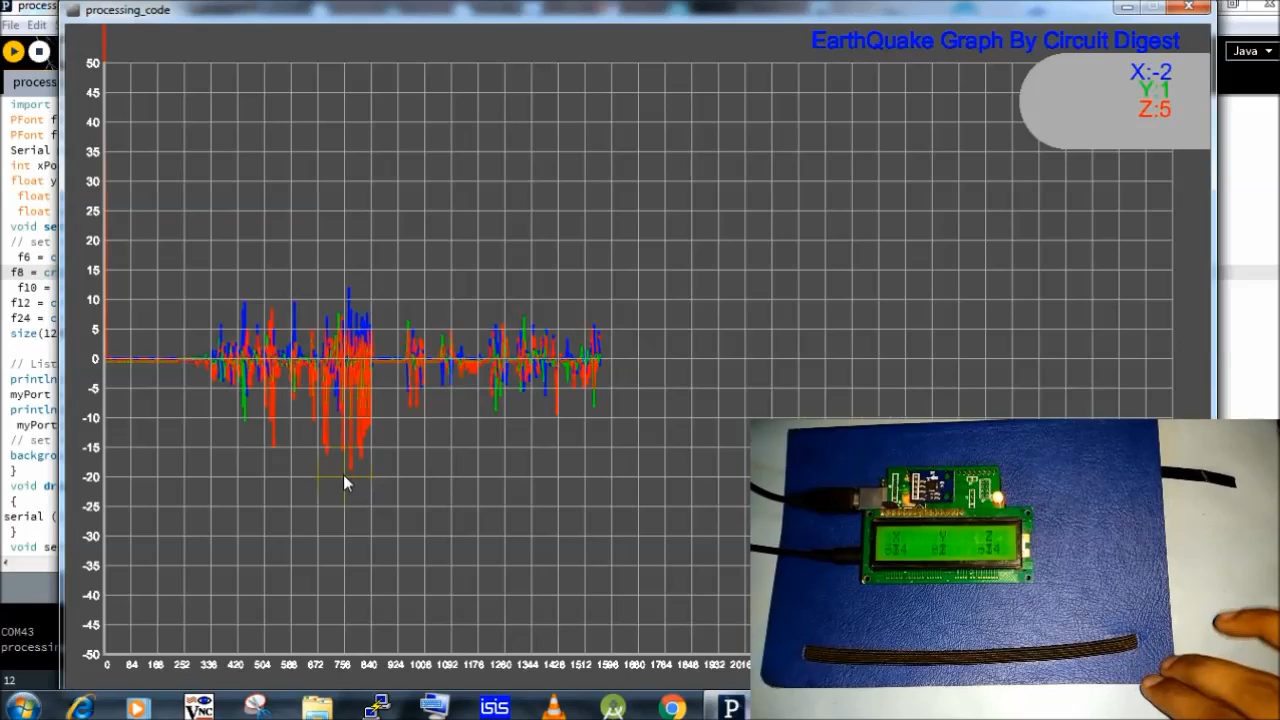 processing_code
process
File Edit
Java
process
EarthQuake Graph By Circuit Digest
X:-2
Y:1
Z:5
import
PFont f
PFont f
Serial
int xPo
float y
float
float
void se
// set
f6 = c
f8 = cr
f10 =
f12 = c
f24 = c
size(12
// List
println
myPort
println
myPort
// set
backgro
}
void dr
{
serial (
}
void se
50
45
40
35
30
25
20
15
10
5
0
-5
-10
-15
-20
-25
-30
-35
-40
-45
-50
0 84 168 252 336 420 504 588 672 756 840 924 1008 1092 1176 1260 1344 1428 1512 1596 1680 1764 1848 1932 2016
X Y Z
COM43
processin
12
VNC
isis
P